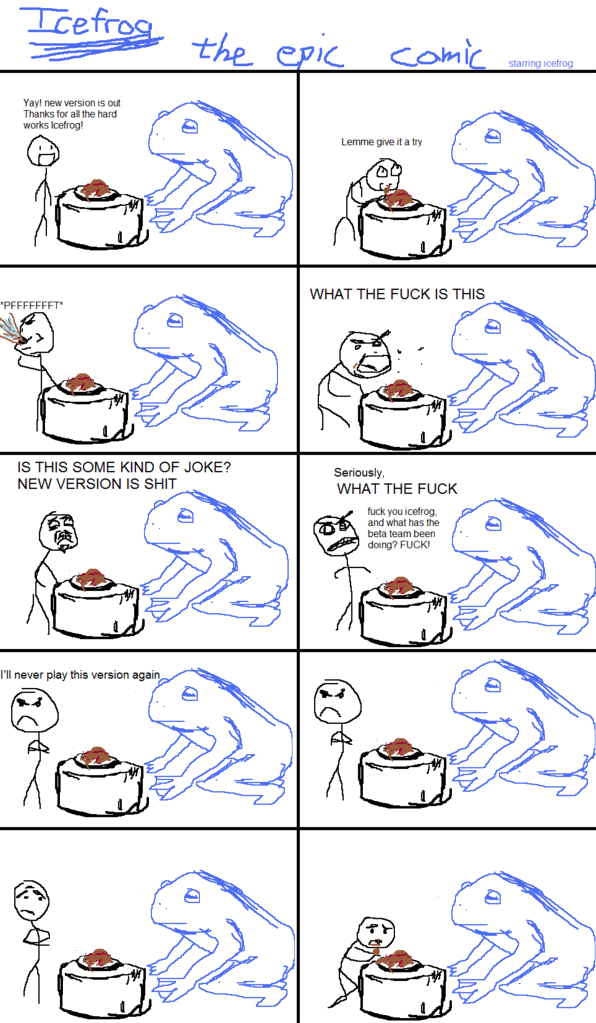 Icefrog
the epic comic
starring icefrog
Yay! new version is out
Thanks for all the hard
works Icefrog!
Lemme give it a try
*PFFFFFFFT*
WHAT THE FUCK IS THIS
IS THIS SOME KIND OF JOKE?
NEW VERSION IS SHIT
Seriously,
WHAT THE FUCK
fuck you icefrog,
and what has the
beta team been
doing? FUCK!
I'll never play this version again